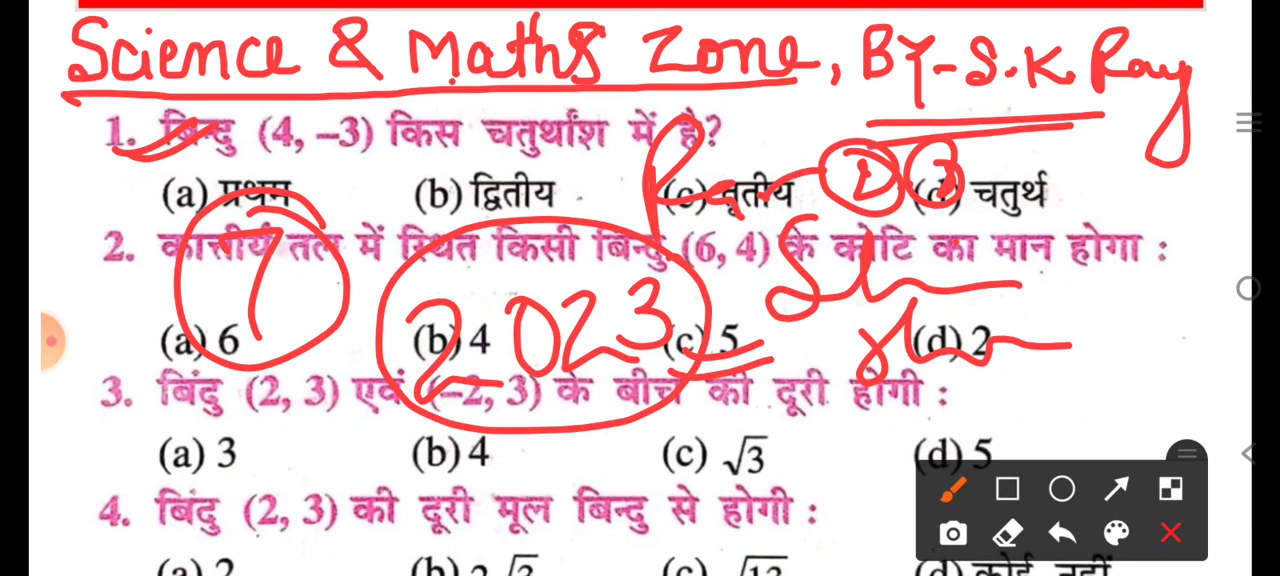 Science & Maths Zone, BY-S.K. Ray
1. बिन्दु (4, –3) किस चतुर्थांश में है?
(a) प्रथम (b) द्वितीय (c) तृतीय (d) चतुर्थ
2. कार्त्तीय तल में स्थित किसी बिन्दु (6, 4) के कोटि का मान होगा :
7 2023
(a) 6 (b) 4 (c) 5 (d) 2
3. बिंदु (2, 3) एवं (–2, 3) के बीच की दूरी होगी :
(a) 3 (b) 4 (c) √3 (d) 5
4. बिंदु (2, 3) की दूरी मूल बिन्दु से होगी :